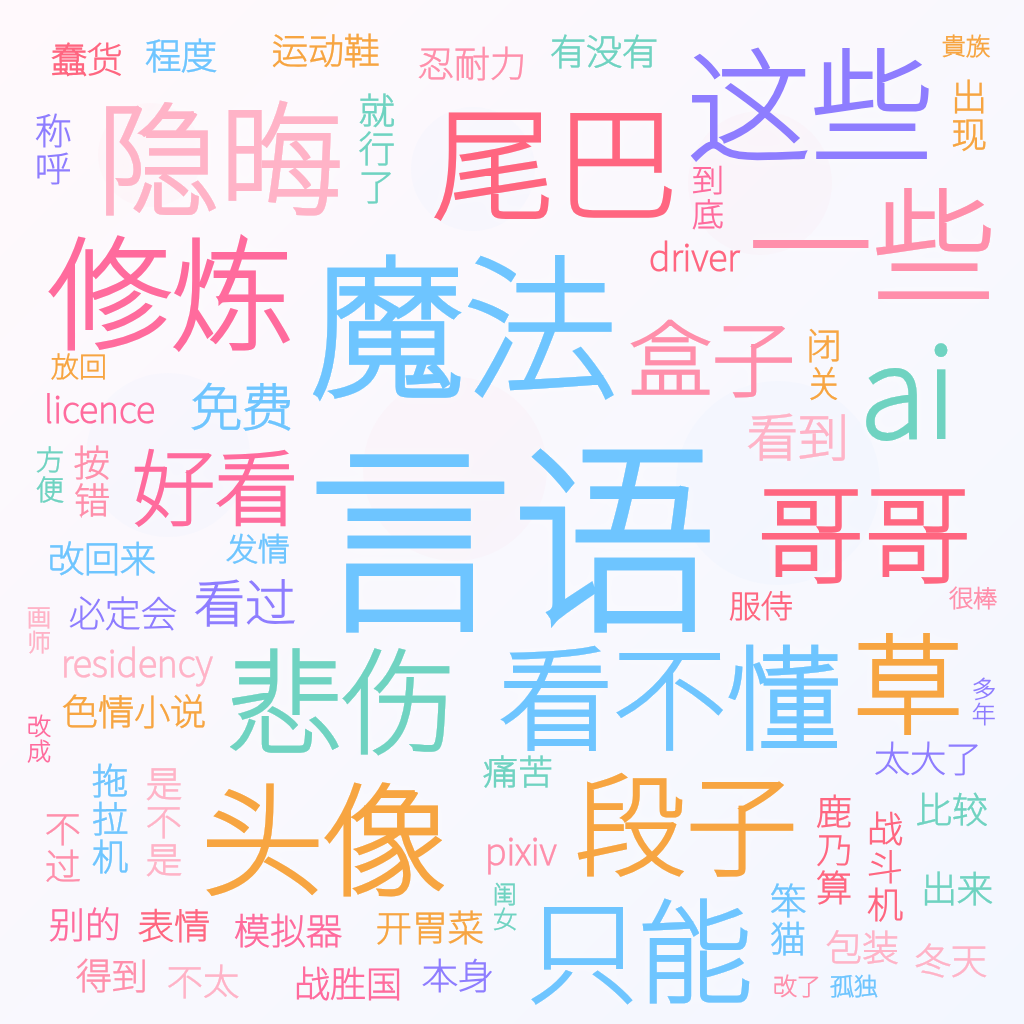 蠢货
程度
运动鞋
忍耐力
有没有
这些
貴族
称呼
隐晦
就行了
尾巴
出现
到底
一些
driver
修炼
魔法
盒子
闭关
ai
放回
licence
免费
看到
方便
按错
好看
言语
哥哥
改回来
发情
看过
服侍
很棒
画师
必定会
residency
悲伤
看不懂
草
多年
色情小说
改成
太大了
痛苦
拖拉机
是不是
头像
段子
鹿乃算
战斗机
比较
不过
pixiv
出来
闺女
笨猫
别的
表情
模拟器
开胃菜
只能
包装
冬天
得到
不太
战胜国
本身
改了
孤独